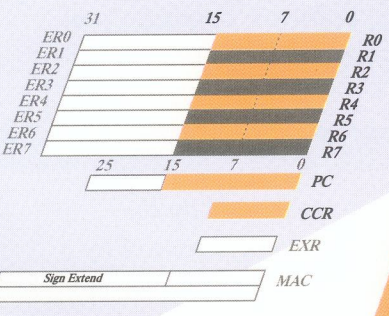 31 15 7 0
ER0 R0
ER1 R1
ER2 R2
ER3 R3
ER4 R4
ER5 R5
ER6 R6
ER7 R7
25 15 7 0
PC
CCR
EXR
Sign Extend MAC